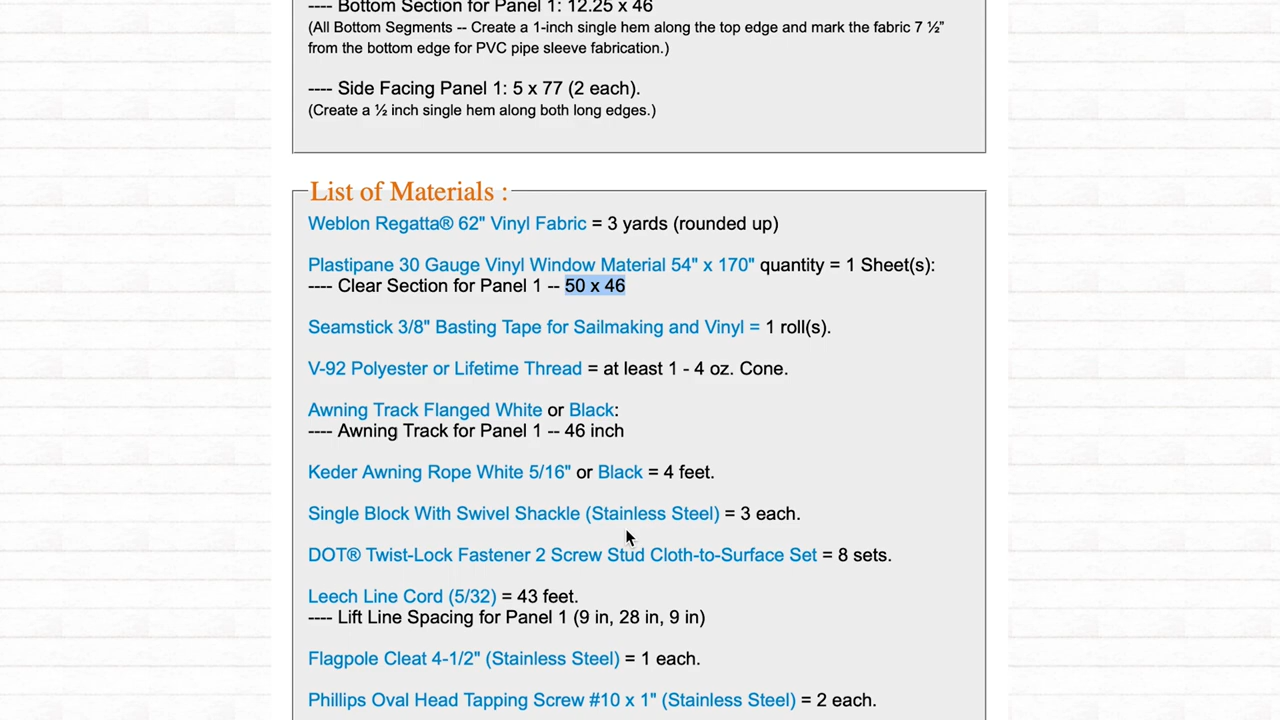 ---- Bottom Section for Panel 1: 12.25 x 46
(All Bottom Segments -- Create a 1-inch single hem along the top edge and mark the fabric 7 ½”
from the bottom edge for PVC pipe sleeve fabrication.)
---- Side Facing Panel 1: 5 x 77 (2 each).
(Create a ½ inch single hem along both long edges.)
List of Materials :
Weblon Regatta® 62" Vinyl Fabric = 3 yards (rounded up)
Plastipane 30 Gauge Vinyl Window Material 54" x 170" quantity = 1 Sheet(s):
---- Clear Section for Panel 1 -- 50 x 46
Seamstick 3/8" Basting Tape for Sailmaking and Vinyl = 1 roll(s).
V-92 Polyester or Lifetime Thread = at least 1 - 4 oz. Cone.
Awning Track Flanged White or Black:
---- Awning Track for Panel 1 -- 46 inch
Keder Awning Rope White 5/16" or Black = 4 feet.
Single Block With Swivel Shackle (Stainless Steel) = 3 each.
DOT® Twist-Lock Fastener 2 Screw Stud Cloth-to-Surface Set = 8 sets.
Leech Line Cord (5/32) = 43 feet.
---- Lift Line Spacing for Panel 1 (9 in, 28 in, 9 in)
Flagpole Cleat 4-1/2" (Stainless Steel) = 1 each.
Phillips Oval Head Tapping Screw #10 x 1" (Stainless Steel) = 2 each.